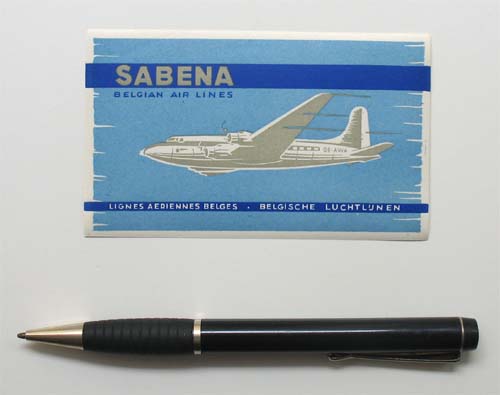 SABENA
BELGIAN AIR LINES
LIGNES AERIENNES BELGES · BELGISCHE LUCHTLIJNEN